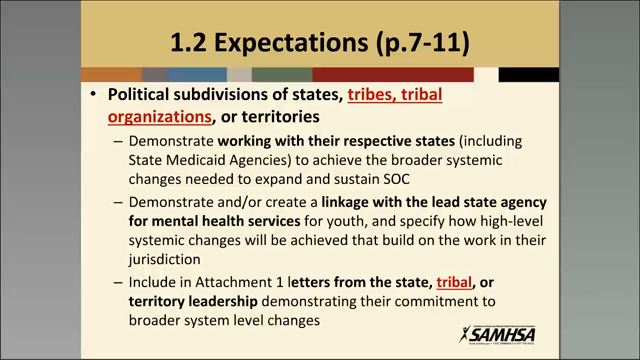 1.2 Expectations (p.7-11)
• Political subdivisions of states, tribes, tribal
organizations, or territories
– Demonstrate working with their respective states (including
State Medicaid Agencies) to achieve the broader systemic
changes needed to expand and sustain SOC
– Demonstrate and/or create a linkage with the lead state agency
for mental health services for youth, and specify how high-level
systemic changes will be achieved that build on the work in their
jurisdiction
– Include in Attachment 1 letters from the state, tribal, or
territory leadership demonstrating their commitment to
broader system level changes
SAMHSA